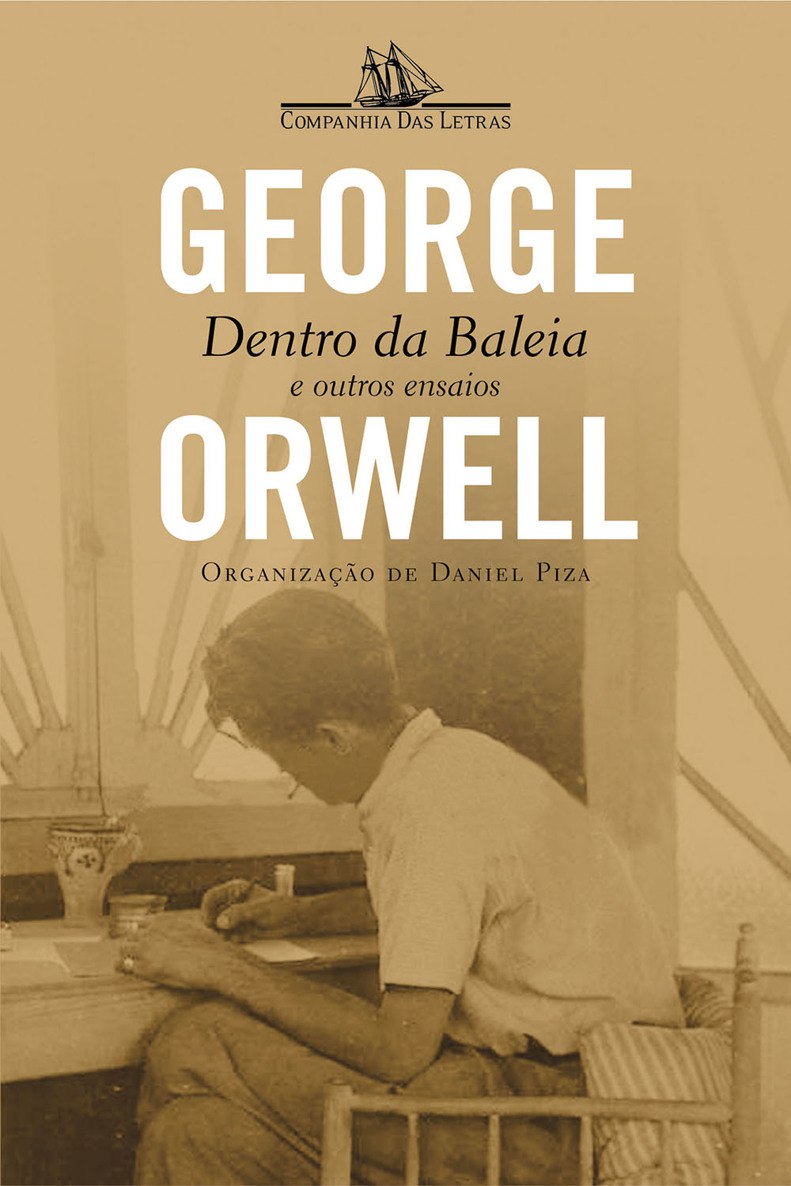 COMPANHIA DAS LETRAS
GEORGE
Dentro da Baleia
e outros ensaios
ORWELL
ORGANIZAÇÃO DE DANIEL PIZA